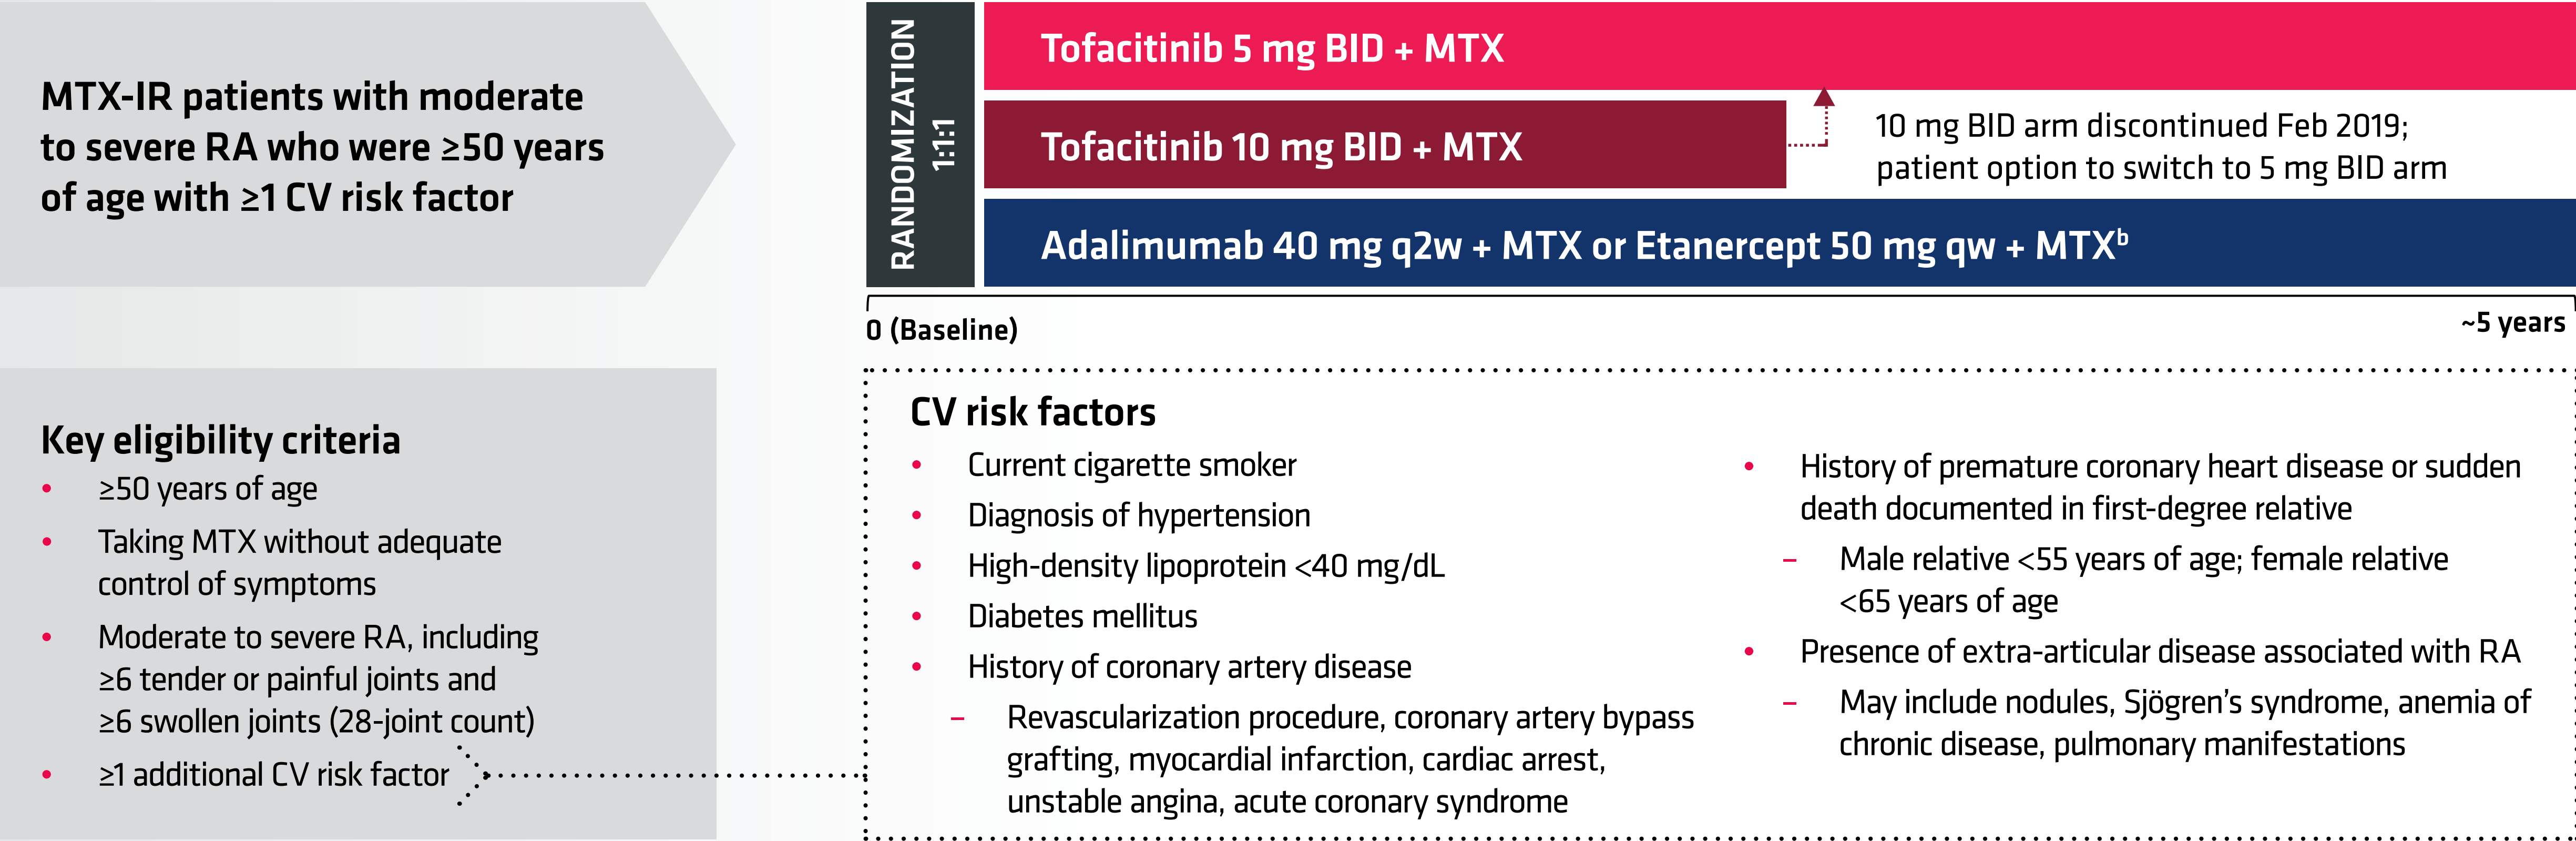 MTX-IR patients with moderate
to severe RA who were ≥50 years
of age with ≥1 CV risk factor
RANDOMIZATION
1:1:1
Tofacitinib 5 mg BID + MTX
Tofacitinib 10 mg BID + MTX
10 mg BID arm discontinued Feb 2019;
patient option to switch to 5 mg BID arm
Adalimumab 40 mg q2w + MTX or Etanercept 50 mg qw + MTXᵇ
0 (Baseline)
~5 years
Key eligibility criteria
• ≥50 years of age
• Taking MTX without adequate
control of symptoms
• Moderate to severe RA, including
≥6 tender or painful joints and
≥6 swollen joints (28-joint count)
• ≥1 additional CV risk factor
CV risk factors
• Current cigarette smoker
• Diagnosis of hypertension
• High-density lipoprotein <40 mg/dL
• Diabetes mellitus
• History of coronary artery disease
– Revascularization procedure, coronary artery bypass
grafting, myocardial infarction, cardiac arrest,
unstable angina, acute coronary syndrome
• History of premature coronary heart disease or sudden
death documented in first-degree relative
– Male relative <55 years of age; female relative
<65 years of age
• Presence of extra-articular disease associated with RA
– May include nodules, Sjögren’s syndrome, anemia of
chronic disease, pulmonary manifestations